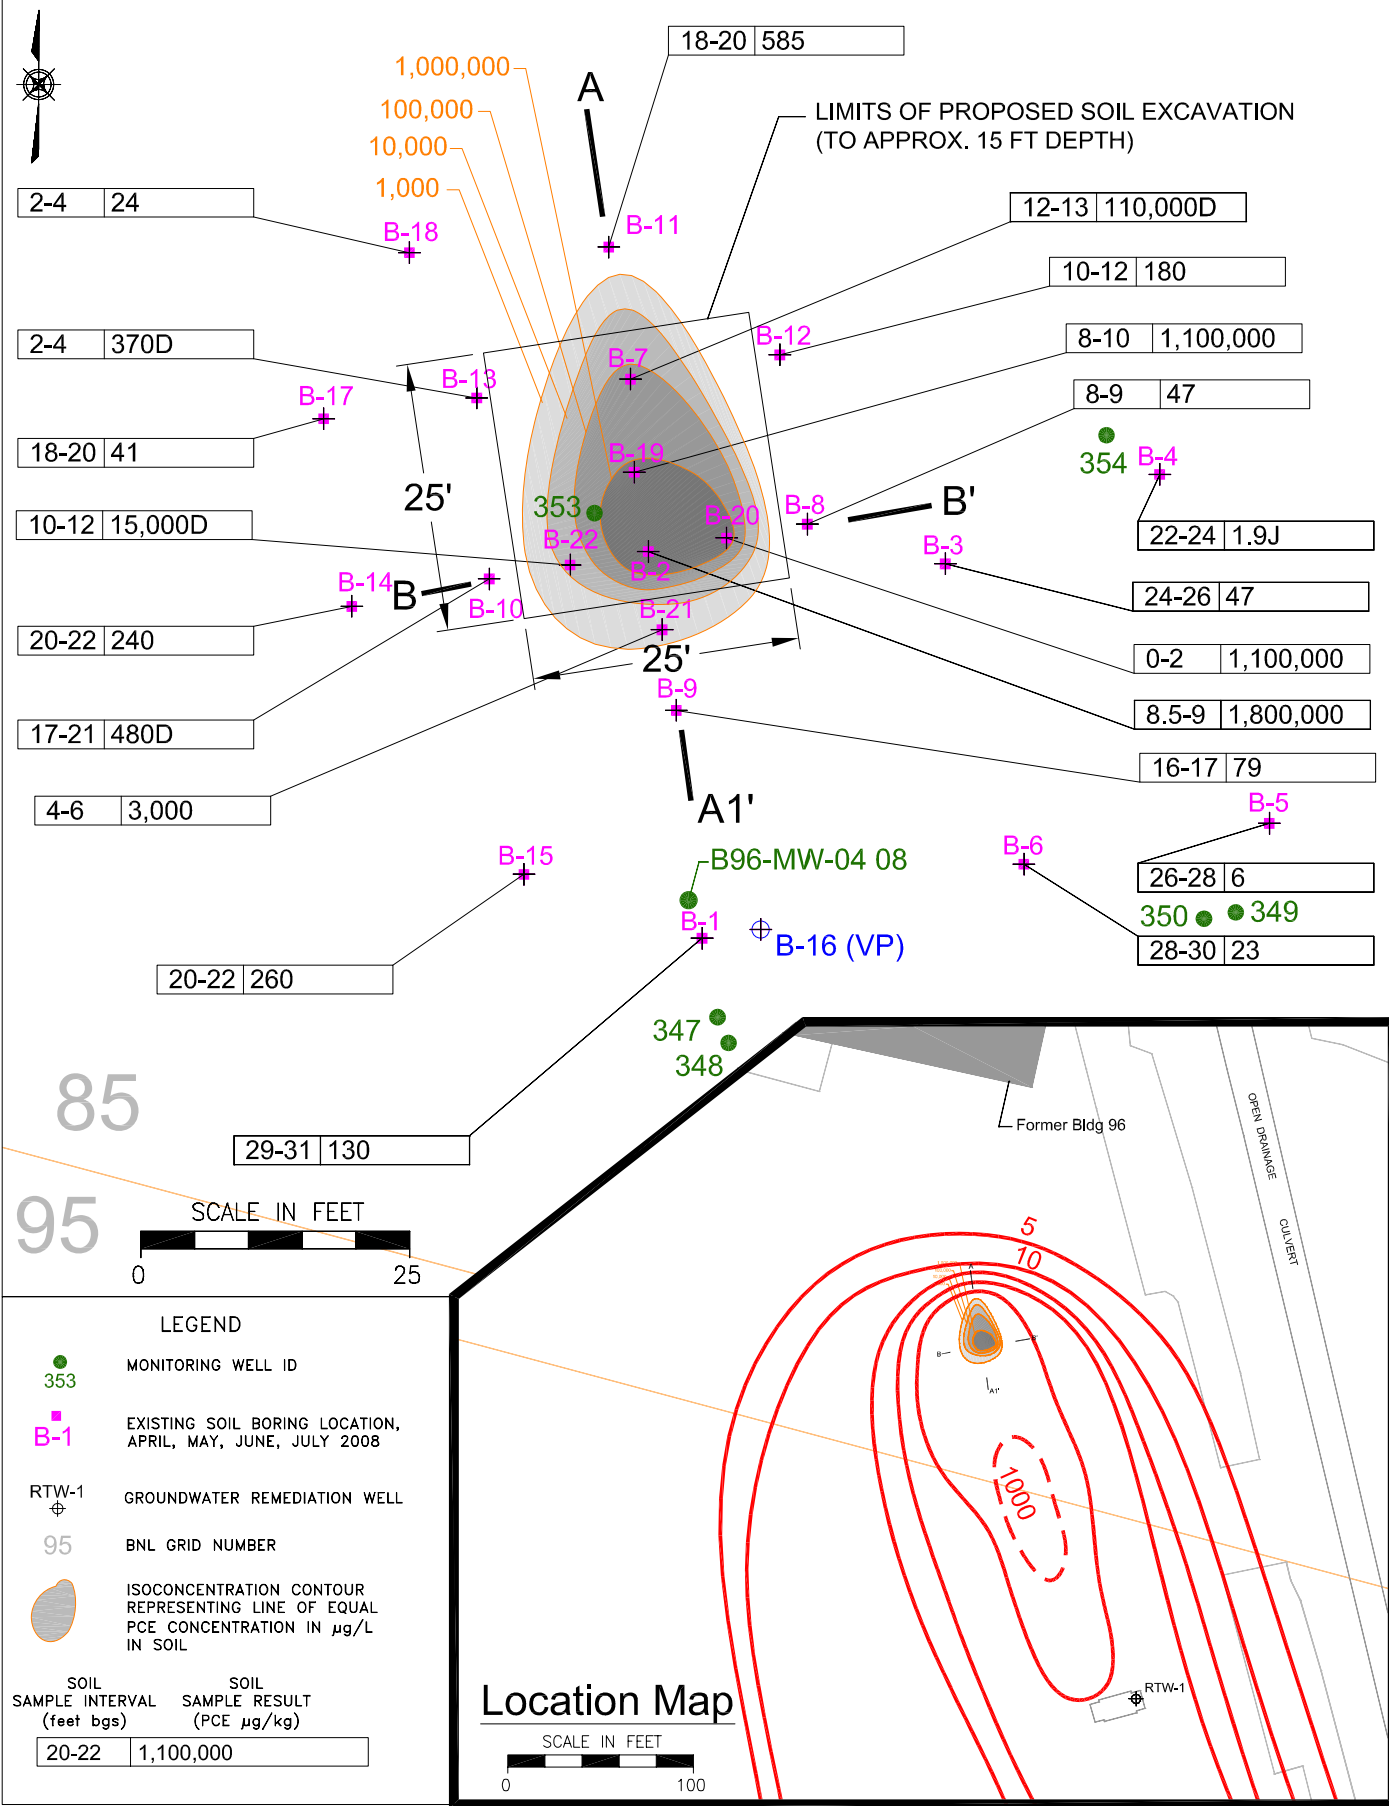 18-20 585
1,000,000
A
100,000
LIMITS OF PROPOSED SOIL EXCAVATION
(TO APPROX. 15 FT DEPTH)
10,000
1,000
2-4 24
12-13 110,000D
B-18
B-11
10-12 180
2-4 370D
B-12
8-10 1,100,000
B-7
B-13
B-17
8-9 47
18-20 41
B-19
354
B-4
25'
353
B-8
B'
10-12 15,000D
B-20
22-24 1.9J
B-22
B-3
B-2
B-14
B
24-26 47
B-10
B-21
20-22 240
25'
0-2 1,100,000
B-9
8.5-9 1,800,000
17-21 480D
16-17 79
4-6 3,000
A1'
B-5
B-15
B96-MW-04 08
B-6
26-28 6
B-1
350
349
B-16 (VP)
28-30 23
20-22 260
347
348
85
29-31 130
95
SCALE IN FEET
0 25
LEGEND
353
MONITORING WELL ID
B-1
EXISTING SOIL BORING LOCATION,
APRIL, MAY, JUNE, JULY 2008
RTW-1
GROUNDWATER REMEDIATION WELL
95
BNL GRID NUMBER
ISOCONCENTRATION CONTOUR
REPRESENTING LINE OF EQUAL
PCE CONCENTRATION IN µg/L
IN SOIL
SOIL
SAMPLE INTERVAL
(feet bgs)
SOIL
SAMPLE RESULT
(PCE µg/kg)
20-22 1,100,000
Former Bldg 96
OPEN DRAINAGE
CULVERT
5
10
A
B
B'
A1'
1000
RTW-1
Location Map
SCALE IN FEET
0 100